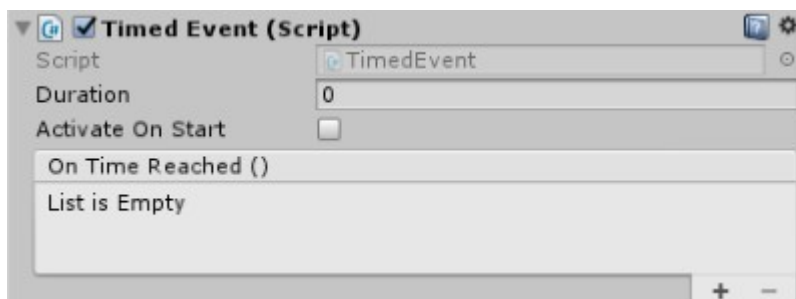 Timed Event (Script)
Script TimedEvent
Duration 0
Activate On Start
On Time Reached ()
List is Empty